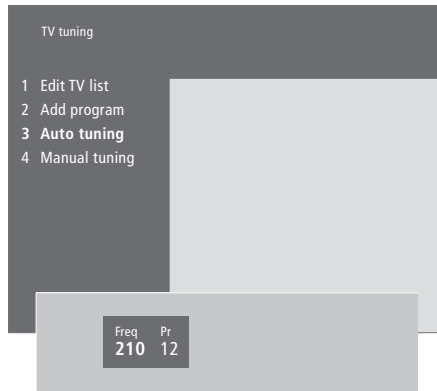 TV tuning
1 Edit TV list
2 Add program
3 Auto tuning
4 Manual tuning
Freq Pr
210 12